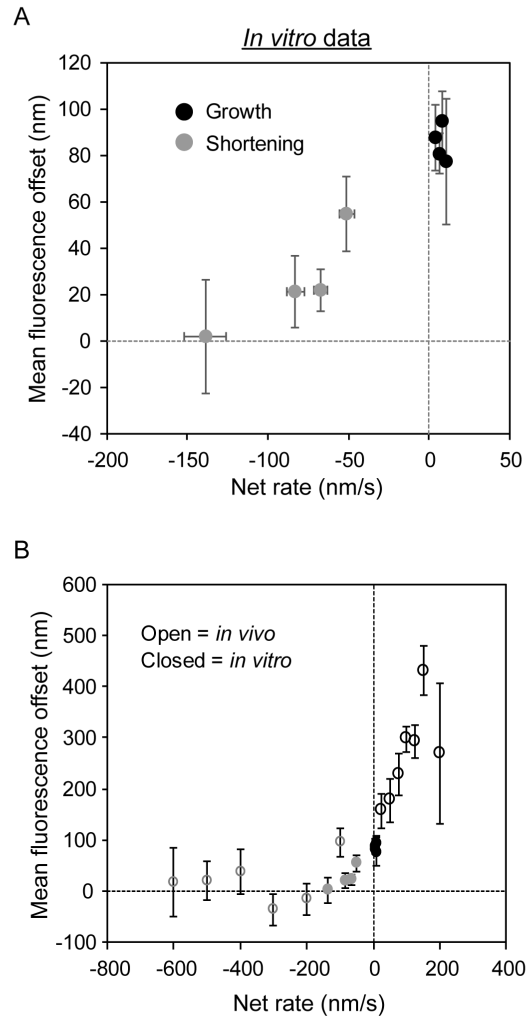 A
In vitro data
120
100
80
60
40
20
0
-20
-40
Mean fluorescence offset (nm)
Growth
Shortening
-200 -150 -100 -50 0 50
Net rate (nm/s)
B
600
500
400
300
200
100
0
-100
Mean fluorescence offset (nm)
Open = in vivo
Closed = in vitro
-800 -600 -400 -200 0 200 400
Net rate (nm/s)